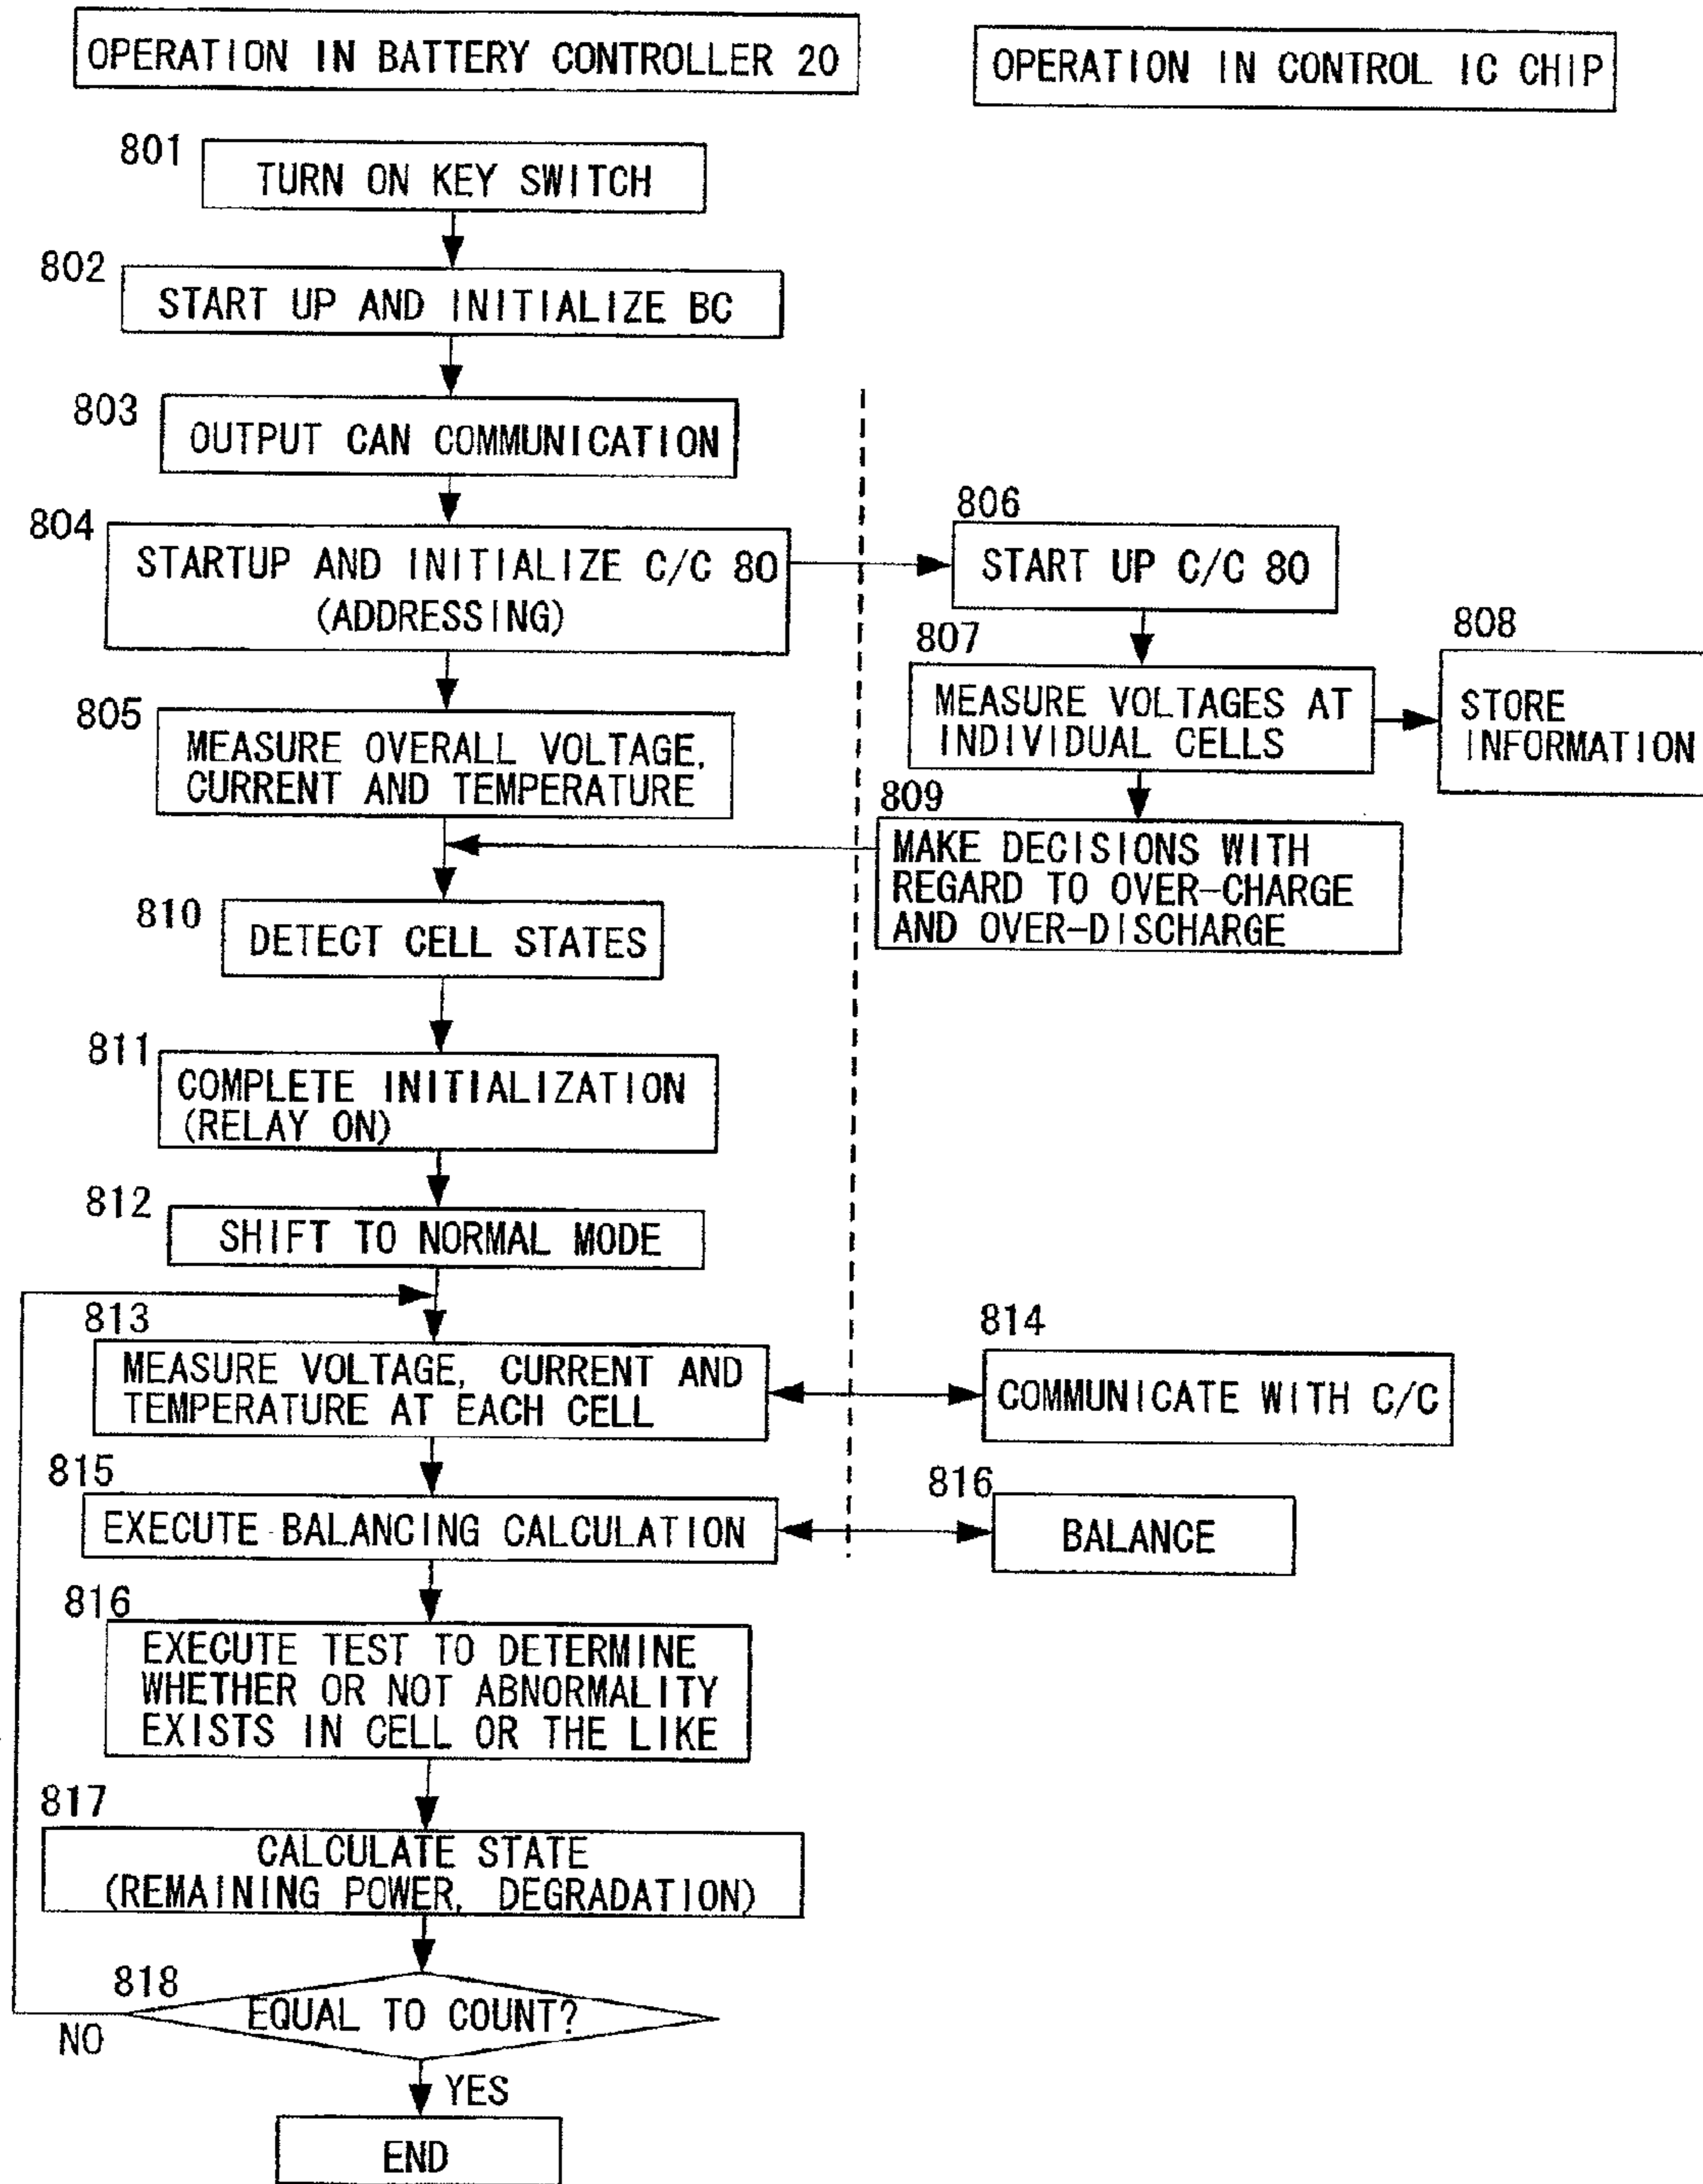 OPERATION IN BATTERY CONTROLLER 20
OPERATION IN CONTROL IC CHIP
801
TURN ON KEY SWITCH
802
START UP AND INITIALIZE BC
803
OUTPUT CAN COMMUNICATION
804
STARTUP AND INITIALIZE C/C 80
(ADDRESSING)
806
START UP C/C 80
807
MEASURE VOLTAGES AT
INDIVIDUAL CELLS
808
STORE
INFORMATION
805
MEASURE OVERALL VOLTAGE,
CURRENT AND TEMPERATURE
809
MAKE DECISIONS WITH
REGARD TO OVER-CHARGE
AND OVER-DISCHARGE
810
DETECT CELL STATES
811
COMPLETE INITIALIZATION
(RELAY ON)
812
SHIFT TO NORMAL MODE
813
MEASURE VOLTAGE, CURRENT AND
TEMPERATURE AT EACH CELL
814
COMMUNICATE WITH C/C
815
EXECUTE BALANCING CALCULATION
816
BALANCE
816
EXECUTE TEST TO DETERMINE
WHETHER OR NOT ABNORMALITY
EXISTS IN CELL OR THE LIKE
817
CALCULATE STATE
(REMAINING POWER, DEGRADATION)
818
EQUAL TO COUNT?
NO
YES
END